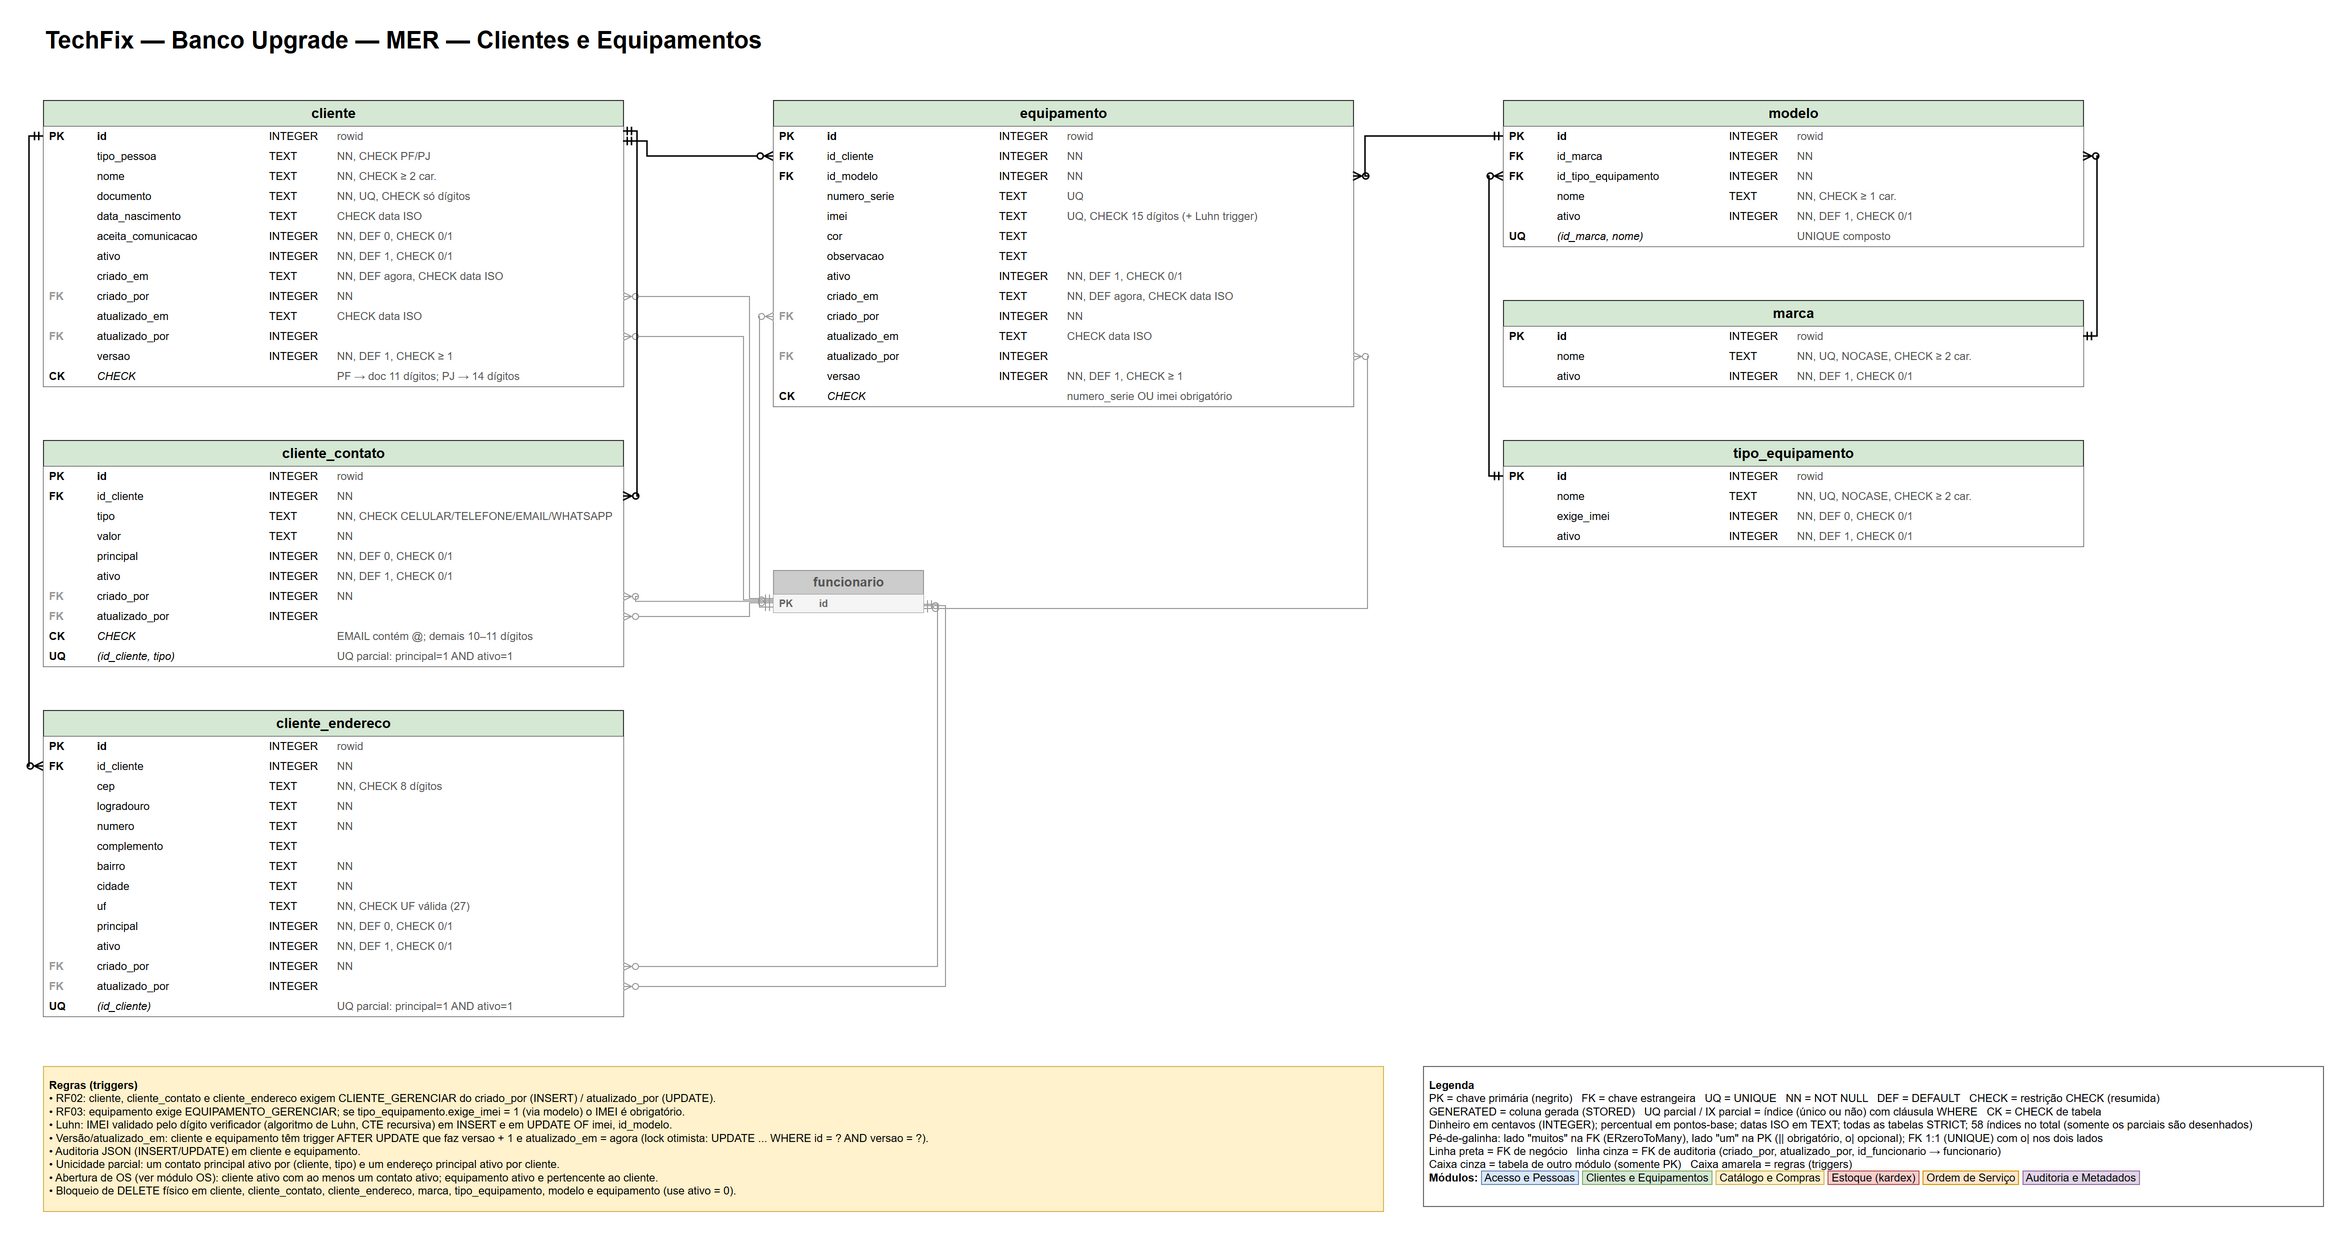 TechFix — Banco Upgrade — MER — Clientes e Equipamentos
cliente
PK id INTEGER rowid
tipo_pessoa TEXT NN, CHECK PF/PJ
nome TEXT NN, CHECK ≥ 2 car.
documento TEXT NN, UQ, CHECK só dígitos
data_nascimento TEXT CHECK data ISO
aceita_comunicacao INTEGER NN, DEF 0, CHECK 0/1
ativo INTEGER NN, DEF 1, CHECK 0/1
criado_em TEXT NN, DEF agora, CHECK data ISO
FK criado_por INTEGER NN
atualizado_em TEXT CHECK data ISO
FK atualizado_por INTEGER
versao INTEGER NN, DEF 1, CHECK ≥ 1
CK CHECK PF → doc 11 dígitos; PJ → 14 dígitos
equipamento
PK id INTEGER rowid
FK id_cliente INTEGER NN
FK id_modelo INTEGER NN
numero_serie TEXT UQ
imei TEXT UQ, CHECK 15 dígitos (+ Luhn trigger)
cor TEXT
observacao TEXT
ativo INTEGER NN, DEF 1, CHECK 0/1
criado_em TEXT NN, DEF agora, CHECK data ISO
FK criado_por INTEGER NN
atualizado_em TEXT CHECK data ISO
FK atualizado_por INTEGER
versao INTEGER NN, DEF 1, CHECK ≥ 1
CK CHECK numero_serie OU imei obrigatório
modelo
PK id INTEGER rowid
FK id_marca INTEGER NN
FK id_tipo_equipamento INTEGER NN
nome TEXT NN, CHECK ≥ 1 car.
ativo INTEGER NN, DEF 1, CHECK 0/1
UQ (id_marca, nome) UNIQUE composto
marca
PK id INTEGER rowid
nome TEXT NN, UQ, NOCASE, CHECK ≥ 2 car.
ativo INTEGER NN, DEF 1, CHECK 0/1
cliente_contato
PK id INTEGER rowid
FK id_cliente INTEGER NN
tipo TEXT NN, CHECK CELULAR/TELEFONE/EMAIL/WHATSAPP
valor TEXT NN
principal INTEGER NN, DEF 0, CHECK 0/1
ativo INTEGER NN, DEF 1, CHECK 0/1
FK criado_por INTEGER NN
FK atualizado_por INTEGER
CK CHECK EMAIL contém @; demais 10–11 dígitos
UQ (id_cliente, tipo) UQ parcial: principal=1 AND ativo=1
tipo_equipamento
PK id INTEGER rowid
nome TEXT NN, UQ, NOCASE, CHECK ≥ 2 car.
exige_imei INTEGER NN, DEF 0, CHECK 0/1
ativo INTEGER NN, DEF 1, CHECK 0/1
funcionario
PK id
cliente_endereco
PK id INTEGER rowid
FK id_cliente INTEGER NN
cep TEXT NN, CHECK 8 dígitos
logradouro TEXT NN
numero TEXT NN
complemento TEXT
bairro TEXT NN
cidade TEXT NN
uf TEXT NN, CHECK UF válida (27)
principal INTEGER NN, DEF 0, CHECK 0/1
ativo INTEGER NN, DEF 1, CHECK 0/1
FK criado_por INTEGER NN
FK atualizado_por INTEGER
UQ (id_cliente) UQ parcial: principal=1 AND ativo=1
Regras (triggers)
• RF02: cliente, cliente_contato e cliente_endereco exigem CLIENTE_GERENCIAR do criado_por (INSERT) / atualizado_por (UPDATE).
• RF03: equipamento exige EQUIPAMENTO_GERENCIAR; se tipo_equipamento.exige_imei = 1 (via modelo) o IMEI é obrigatório.
• Luhn: IMEI validado pelo dígito verificador (algoritmo de Luhn, CTE recursiva) em INSERT e em UPDATE OF imei, id_modelo.
• Versão/atualizado_em: cliente e equipamento têm trigger AFTER UPDATE que faz versao + 1 e atualizado_em = agora (lock otimista: UPDATE ... WHERE id = ? AND versao = ?).
• Auditoria JSON (INSERT/UPDATE) em cliente e equipamento.
• Unicidade parcial: um contato principal ativo por (cliente, tipo) e um endereço principal ativo por cliente.
• Abertura de OS (ver módulo OS): cliente ativo com ao menos um contato ativo; equipamento ativo e pertencente ao cliente.
• Bloqueio de DELETE físico em cliente, cliente_contato, cliente_endereco, marca, tipo_equipamento, modelo e equipamento (use ativo = 0).
Legenda
PK = chave primária (negrito) FK = chave estrangeira UQ = UNIQUE NN = NOT NULL DEF = DEFAULT CHECK = restrição CHECK (resumida)
GENERATED = coluna gerada (STORED) UQ parcial / IX parcial = índice (único ou não) com cláusula WHERE CK = CHECK de tabela
Dinheiro em centavos (INTEGER); percentual em pontos-base; datas ISO em TEXT; todas as tabelas STRICT; 58 índices no total (somente os parciais são desenhados)
Pé-de-galinha: lado "muitos" na FK (ERzeroToMany), lado "um" na PK (|| obrigatório, o| opcional); FK 1:1 (UNIQUE) com o| nos dois lados
Linha preta = FK de negócio linha cinza = FK de auditoria (criado_por, atualizado_por, id_funcionario → funcionario)
Caixa cinza = tabela de outro módulo (somente PK) Caixa amarela = regras (triggers)
Módulos: Acesso e Pessoas Clientes e Equipamentos Catálogo e Compras Estoque (kardex) Ordem de Serviço Auditoria e Metadados